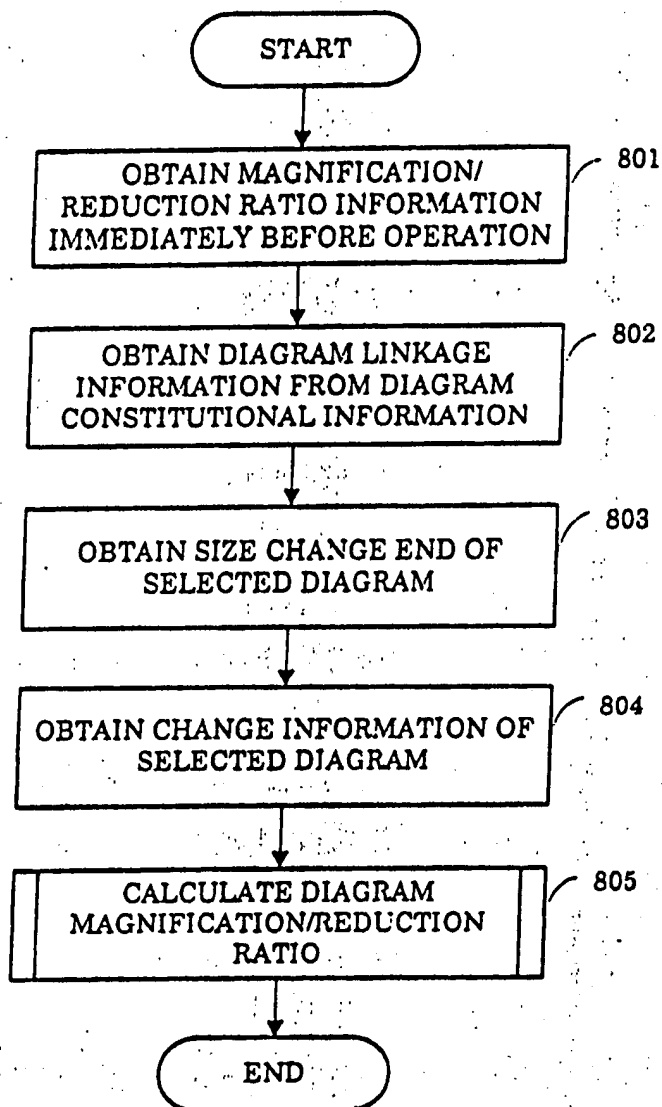 START
OBTAIN MAGNIFICATION/
REDUCTION RATIO INFORMATION
IMMEDIATELY BEFORE OPERATION
801
OBTAIN DIAGRAM LINKAGE
INFORMATION FROM DIAGRAM
CONSTITUTIONAL INFORMATION
802
OBTAIN SIZE CHANGE END OF
SELECTED DIAGRAM
803
OBTAIN CHANGE INFORMATION OF
SELECTED DIAGRAM
804
CALCULATE DIAGRAM
MAGNIFICATION/REDUCTION
RATIO
805
END